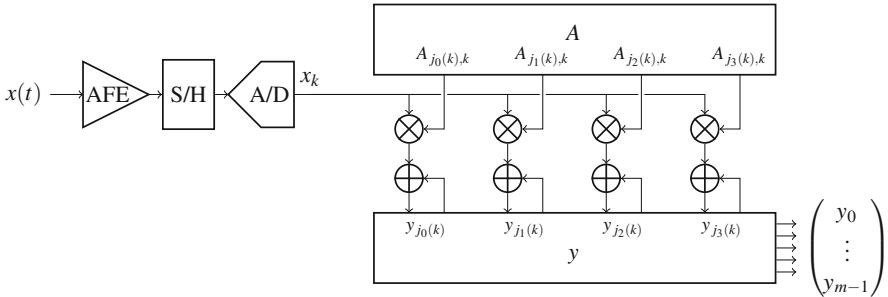 A
A_{j_0(k),k} A_{j_1(k),k} A_{j_2(k),k} A_{j_3(k),k}
x(t) AFE S/H A/D x_k
y_{j_0(k)} y_{j_1(k)} y_{j_2(k)} y_{j_3(k)}
y
y_0
⋮
y_{m−1}